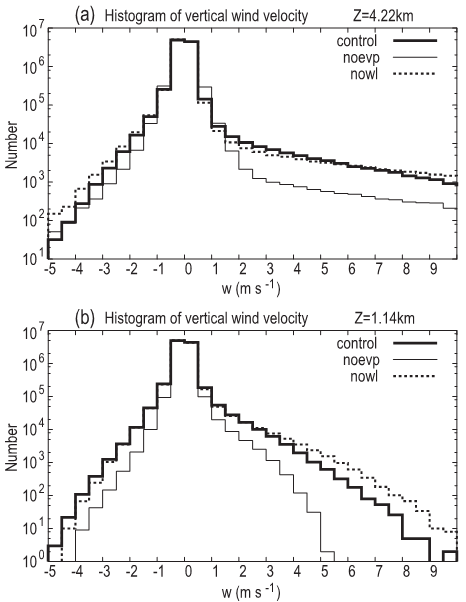 (a) Histogram of vertical wind velocity Z=4.22km
control
noevp
nowl
Number
10^7
10^6
10^5
10^4
10^3
10^2
10^1
-5 -4 -3 -2 -1 0 1 2 3 4 5 6 7 8 9
w (m s^-1)
(b) Histogram of vertical wind velocity Z=1.14km
control
noevp
nowl
Number
10^7
10^6
10^5
10^4
10^3
10^2
10^1
10^0
-5 -4 -3 -2 -1 0 1 2 3 4 5 6 7 8 9
w (m s^-1)